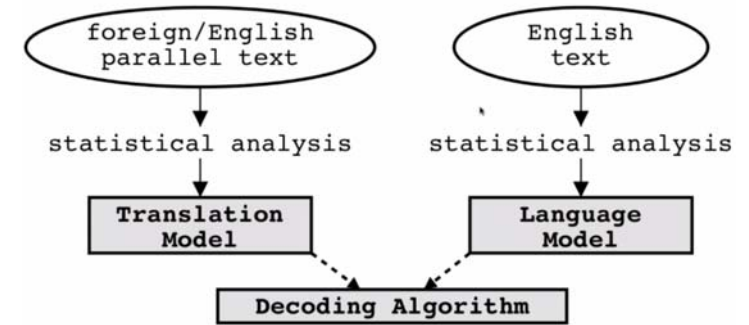 foreign/English
parallel text
English
text
statistical analysis
statistical analysis
Translation
Model
Language
Model
Decoding Algorithm